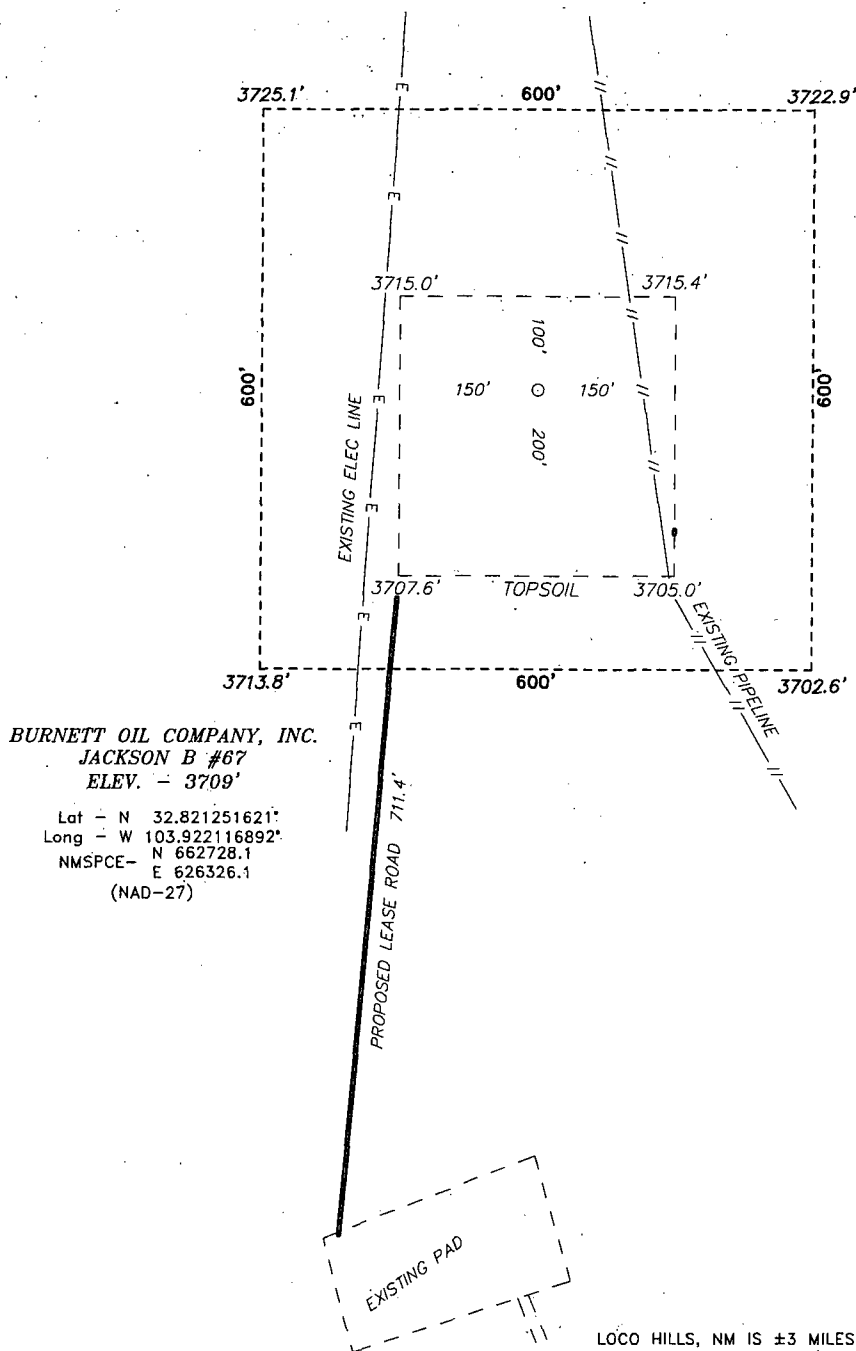 E
3725.1'
600'
3722.9'
E
//
E
//
3715.0'
3715.4'
E
//
100'
600'
150'
150'
600'
E
//
200'
EXISTING ELEC LINE
//
E
3707.6'
TOPSOIL
3705.0'
E
EXISTING PIPELINE
//
3713.8'
600'
3702.6'
E
//
BURNETT OIL COMPANY, INC.
JACKSON B #67
ELEV. - 3709'
Lat - N 32.821251621°
Long - W 103.922116892°
NMSPCE- N 662728.1
E 626326.1
(NAD-27)
PROPOSED LEASE ROAD 711.4'
EXISTING PAD
LOCO HILLS, NM IS ±3 MILES